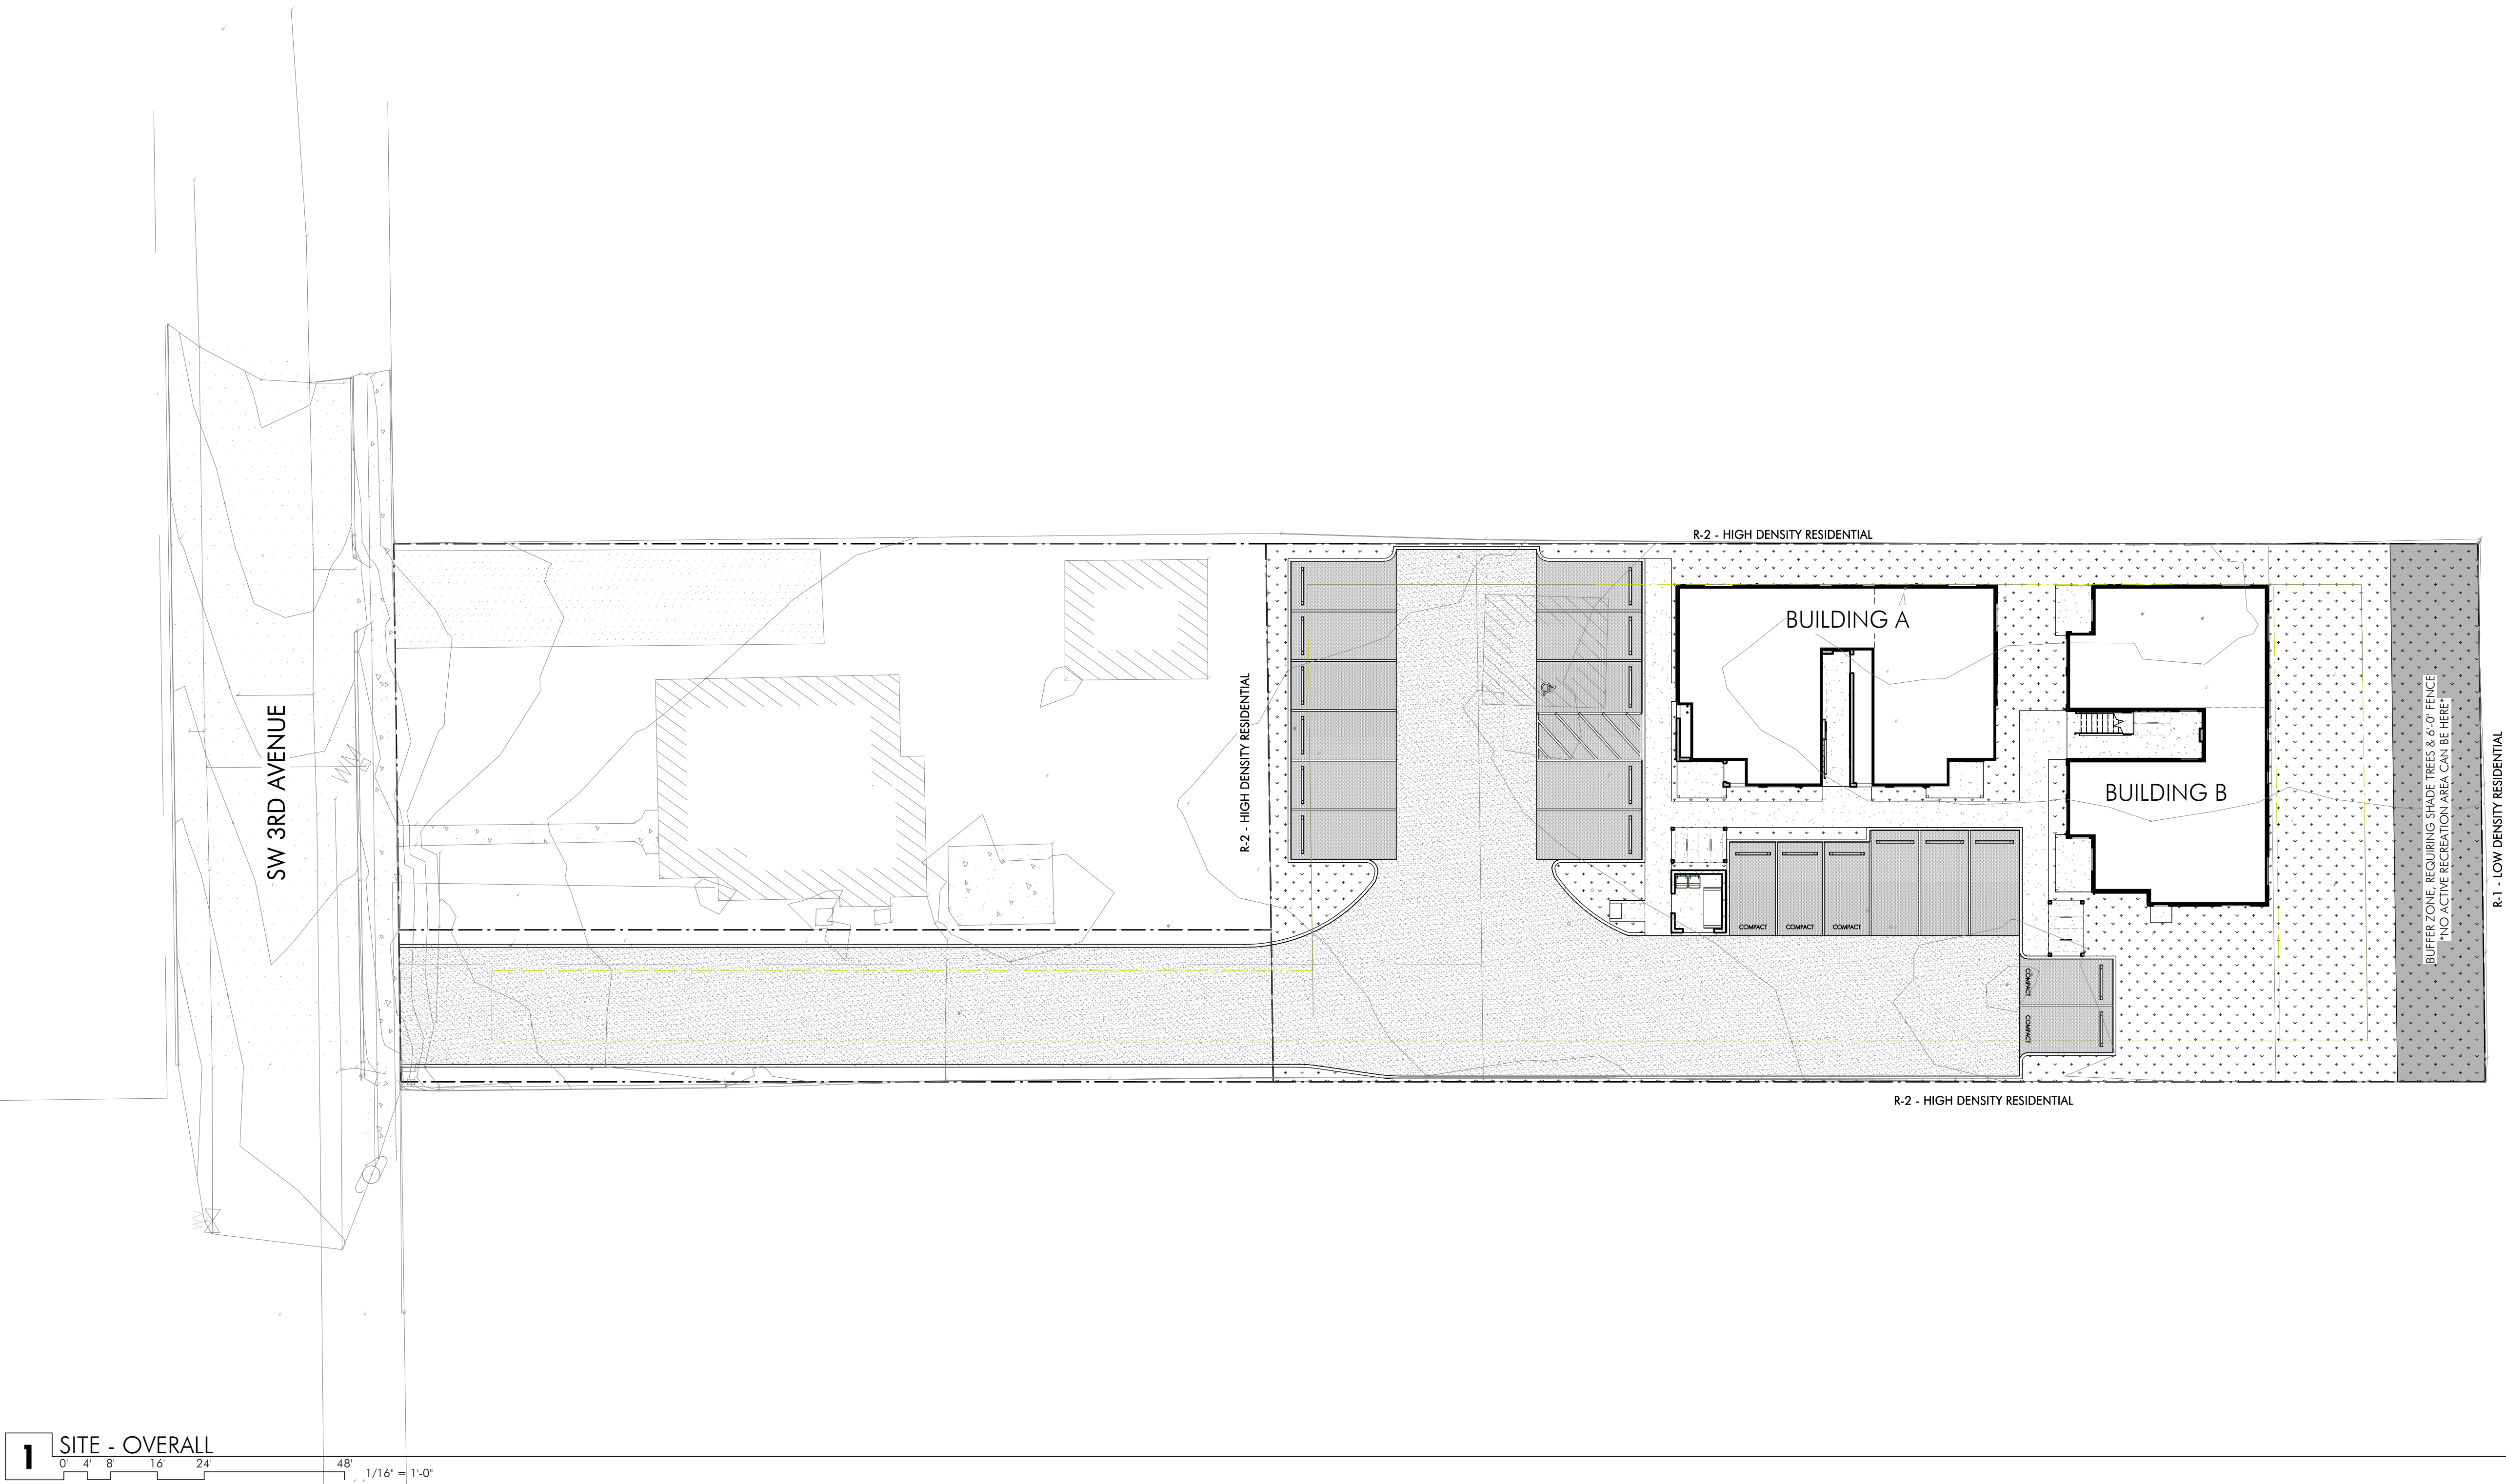 R-2 - HIGH DENSITY RESIDENTIAL
BUILDING A
R-2 - HIGH DENSITY RESIDENTIAL
SW 3RD AVENUE
BUILDING B
BUFFER ZONE, REQUIRING SHADE TREES & 6'-0" FENCE
*NO ACTIVE RECREATION AREA CAN BE HERE*
R-1 - LOW DENSITY RESIDENTIAL
COMPACT
COMPACT
COMPACT
COMPACT
COMPACT
R-2 - HIGH DENSITY RESIDENTIAL
1
SITE - OVERALL
0' 4' 8' 16' 24' 48'
1/16" = 1'-0"